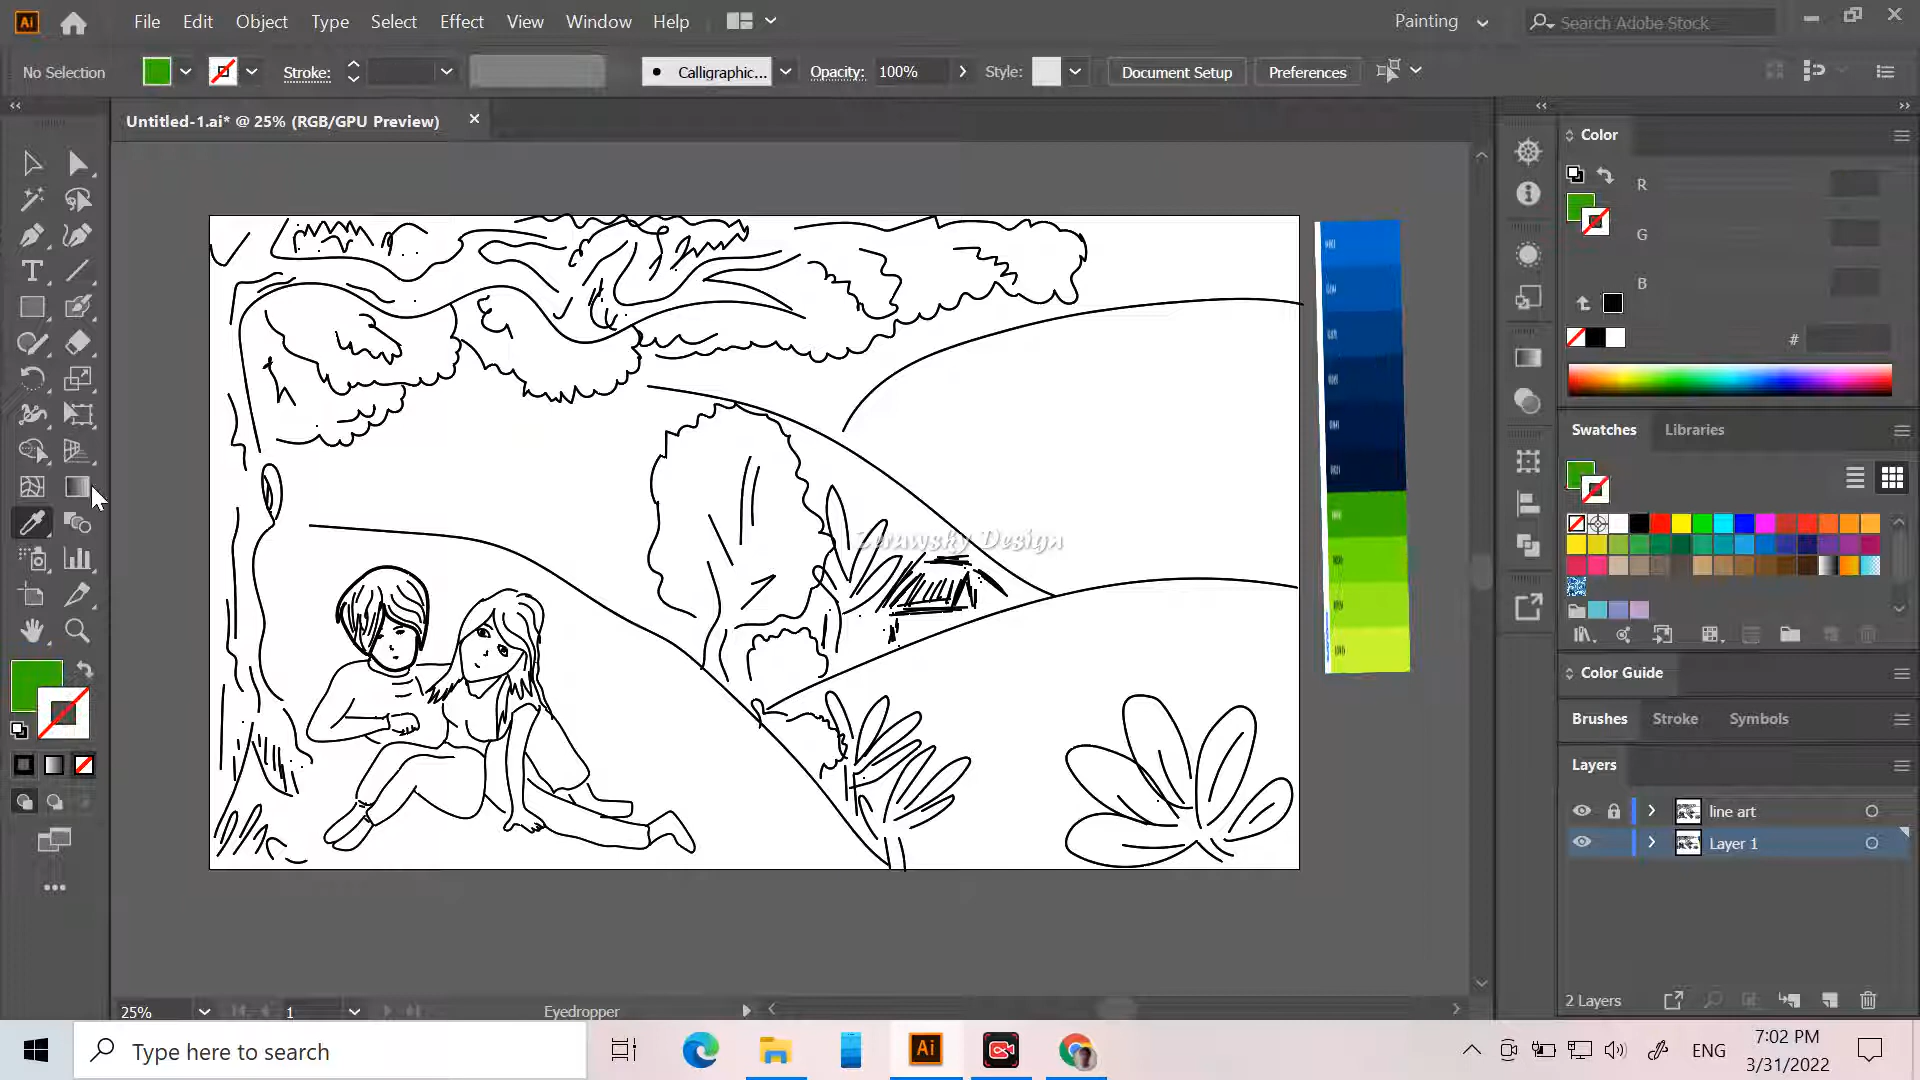 Ai File Edit Object Type Select Effect View Window Help Painting Search Adobe Stock
No Selection Stroke: Calligraphic... Opacity: 100% Style: Document Setup Preferences
Untitled-1.ai* @ 25% (RGB/GPU Preview)
Color
R
G
B
#
Swatches Libraries
Zerawsky Design
Color Guide
Brushes Stroke Symbols
Layers
line art
Layer 1
2 Layers
25% 1 Eyedropper
Type here to search
Ai
ENG
7:02 PM
3/31/2022